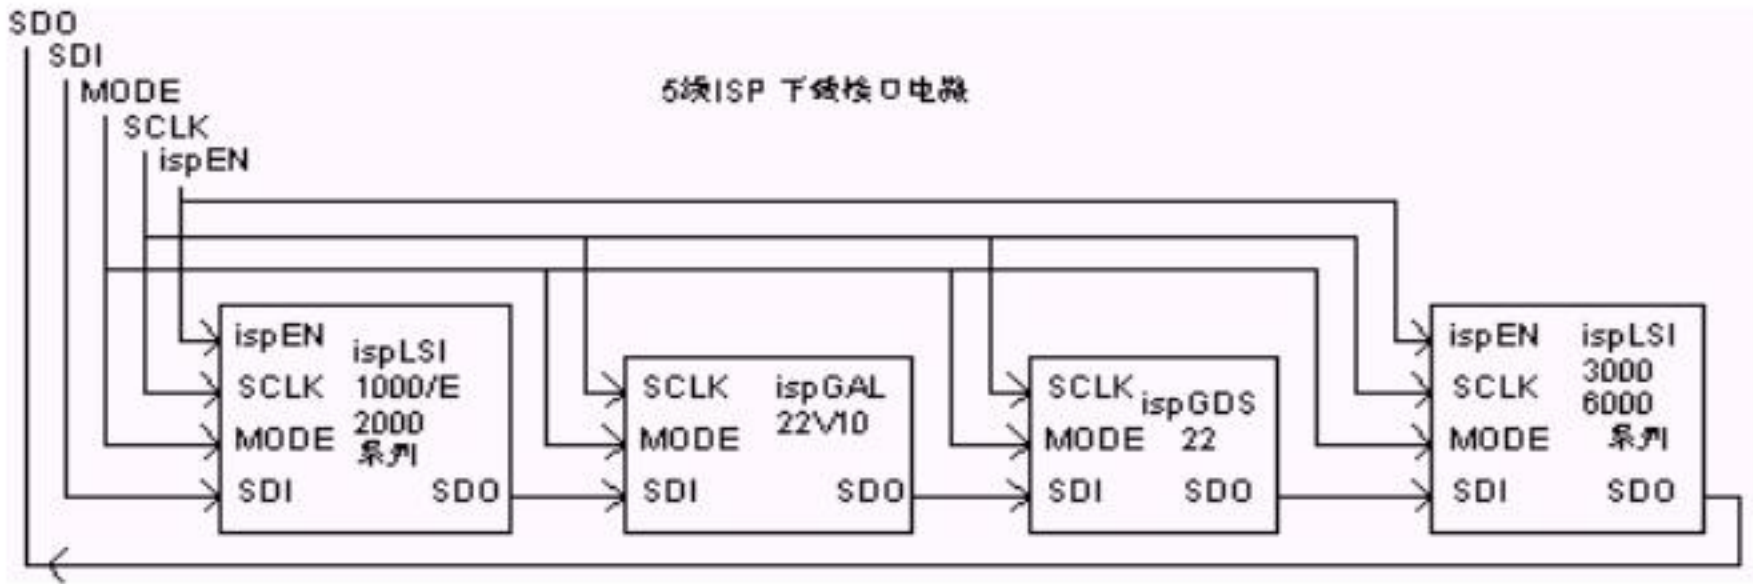 SDO
SDI
MODE
SCLK
ispEN
5线ISP 下载接口电路
ispEN
SCLK
MODE
SDI
SDO
ispLSI
1000/E
2000
系列
SCLK
MODE
SDI
SDO
ispGAL
22V10
SCLK
MODE
SDI
SDO
ispGDS
22
ispEN
SCLK
MODE
SDI
SDO
ispLSI
3000
6000
系列